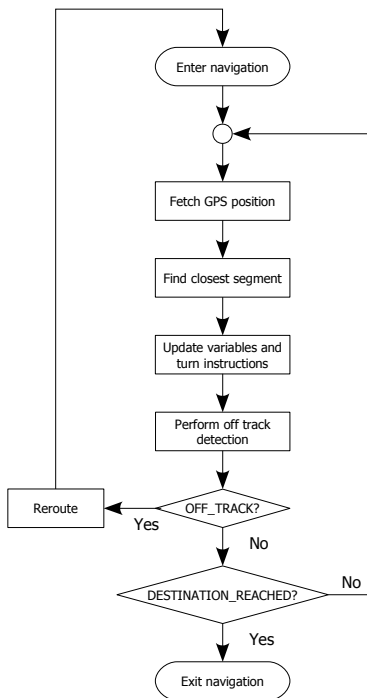 Enter navigation
Fetch GPS position
Find closest segment
Update variables and
turn instructions
Perform off track
detection
Reroute
OFF_TRACK?
Yes
No
DESTINATION_REACHED?
No
Yes
Exit navigation